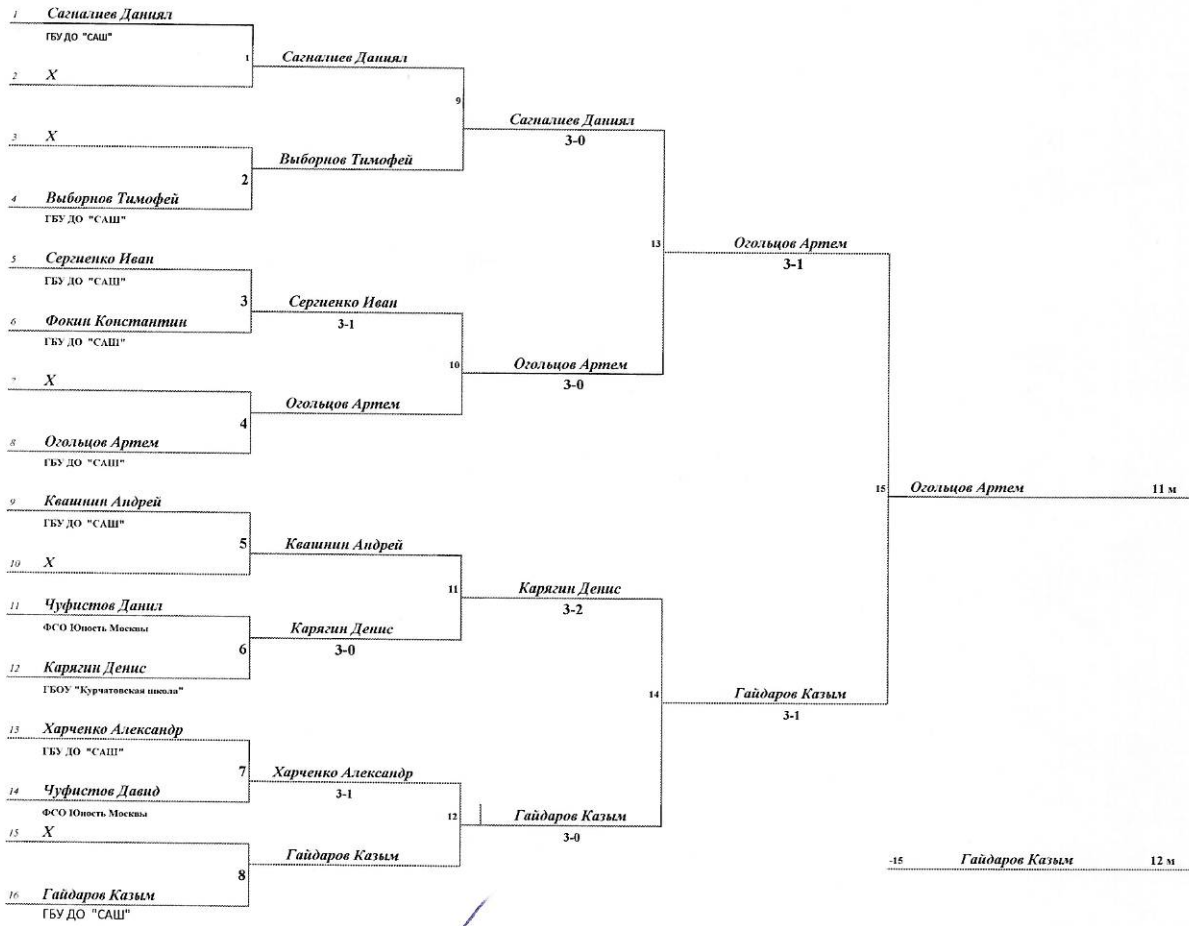 1 Сагналиев Даниял
ГБУ ДО "САШ"
1 Сагналиев Даниял
2 X
9
Сагналиев Даниял
3-0
3 X
2 Выборнов Тимофей
4 Выборнов Тимофей
ГБУ ДО "САШ"
13 Огольцов Артем
3-1
5 Сергиенко Иван
ГБУ ДО "САШ"
3 Сергиенко Иван
3-1
6 Фокин Константин
ГБУ ДО "САШ"
10 Огольцов Артем
3-0
7 X
4 Огольцов Артем
8 Огольцов Артем
ГБУ ДО "САШ"
15 Огольцов Артем 11 м
9 Квашнин Андрей
ГБУ ДО "САШ"
5 Квашнин Андрей
10 X
11 Карягин Денис
3-2
11 Чуфистов Данил
ФСО Юность Москвы
6 Карягин Денис
3-0
12 Карягин Денис
ГБОУ "Курчатовская школа"
14 Гайдаров Казым
3-1
13 Харченко Александр
ГБУ ДО "САШ"
7 Харченко Александр
3-1
14 Чуфистов Давид
ФСО Юность Москвы
12 Гайдаров Казым
3-0
15 X
8 Гайдаров Казым
-15 Гайдаров Казым 12 м
16 Гайдаров Казым
ГБУ ДО "САШ"